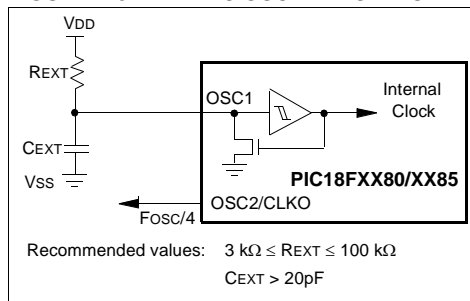 VDD
REXT
OSC1
Internal
Clock
CEXT
VSS
PIC18FXX80/XX85
OSC2/CLKO
FOSC/4
Recommended values: 3 kΩ ≤ REXT ≤ 100 kΩ
CEXT > 20pF